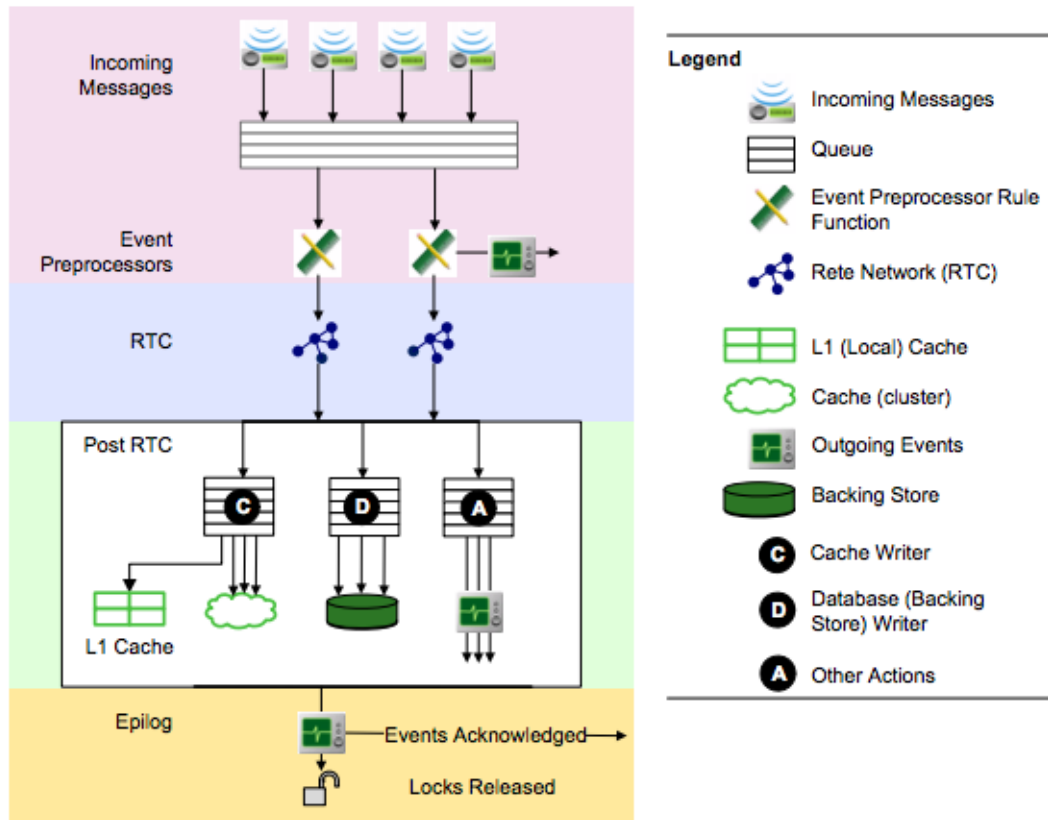 Incoming
Messages
Event
Preprocessors
RTC
Post RTC
C
D
A
L1 Cache
Epilog
Events Acknowledged
Locks Released
Legend
Incoming Messages
Queue
Event Preprocessor Rule
Function
Rete Network (RTC)
L1 (Local) Cache
Cache (cluster)
Outgoing Events
Backing Store
C
Cache Writer
D
Database (Backing
Store) Writer
A
Other Actions